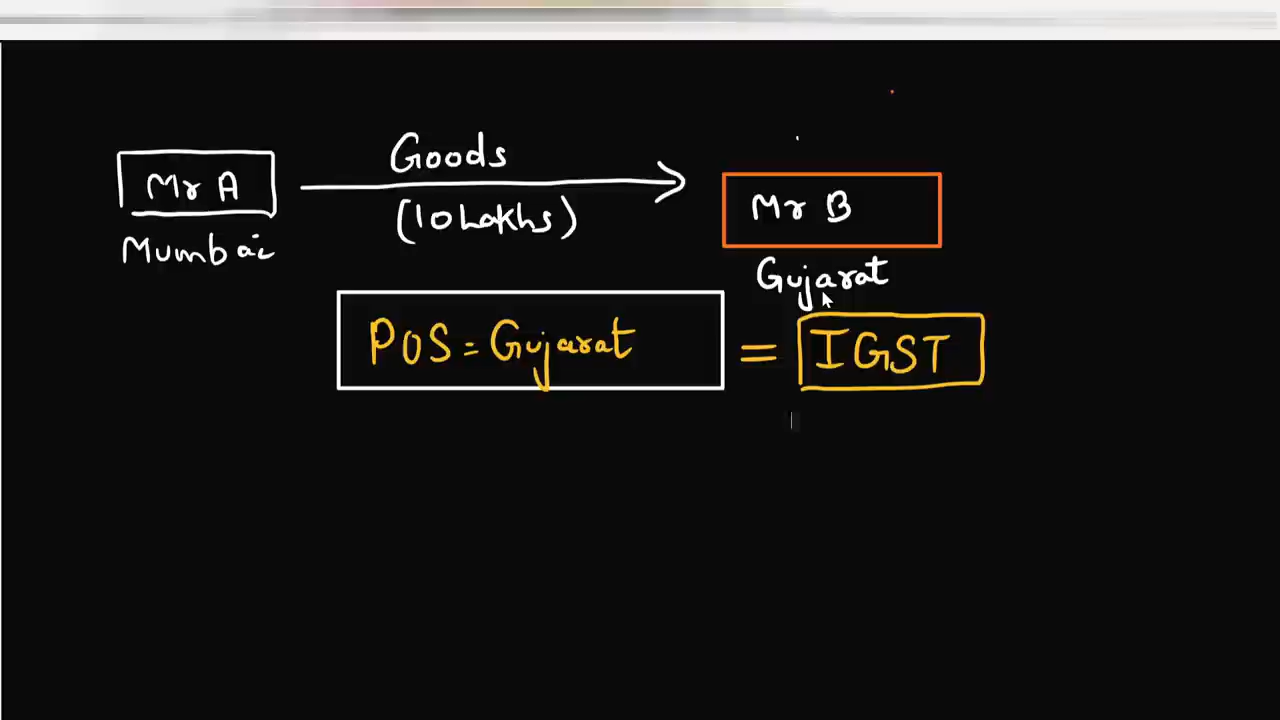 Goods
Mr A
(10 Lakhs)
Mr B
Mumbai
Gujarat
POS = Gujarat = IGST